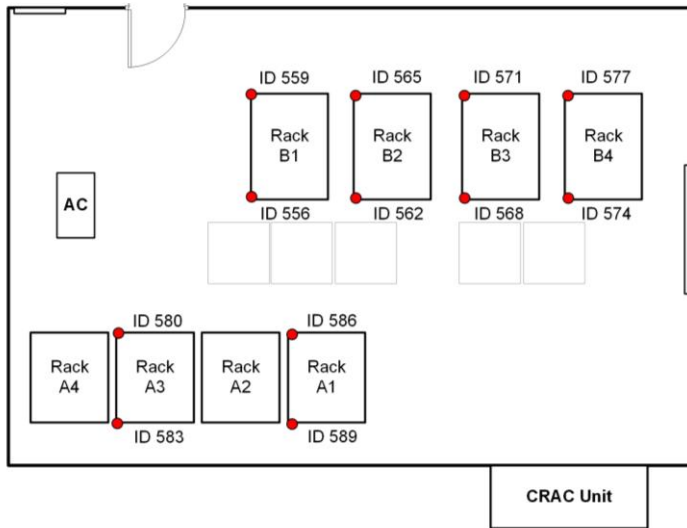 ID 559
ID 565
ID 571
ID 577
Rack
B1
Rack
B2
Rack
B3
Rack
B4
AC
ID 556
ID 562
ID 568
ID 574
ID 580
ID 586
Rack
A4
Rack
A3
Rack
A2
Rack
A1
ID 583
ID 589
CRAC Unit